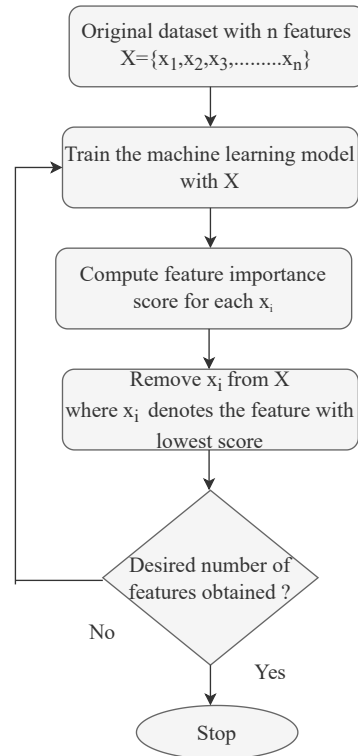 Original dataset with n features
X={x₁,x₂,x₃,.........xₙ}
Train the machine learning model
with X
Compute feature importance
score for each xᵢ
Remove xᵢ from X
where xᵢ denotes the feature with
lowest score
Desired number of
features obtained ?
No
Yes
Stop